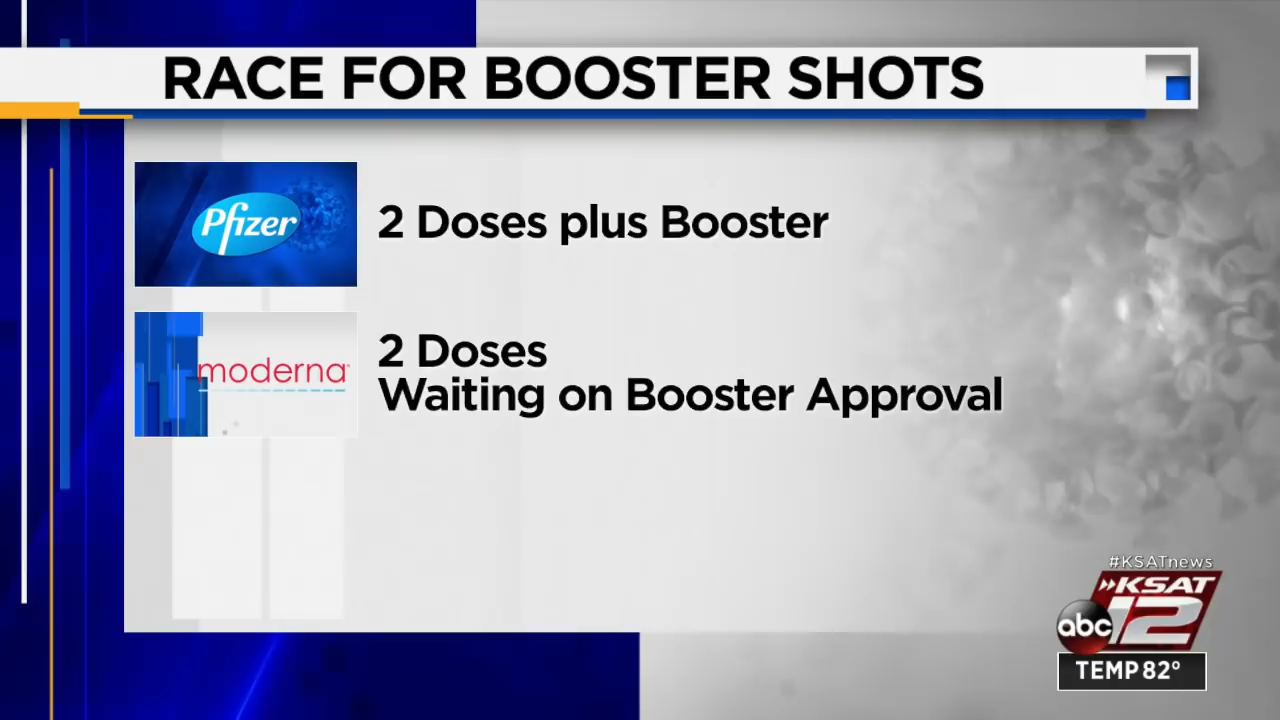 RACE FOR BOOSTER SHOTS
Pfizer
2 Doses plus Booster
moderna
2 Doses
Waiting on Booster Approval
#KSATnews
KSAT
abc 12
TEMP 82°